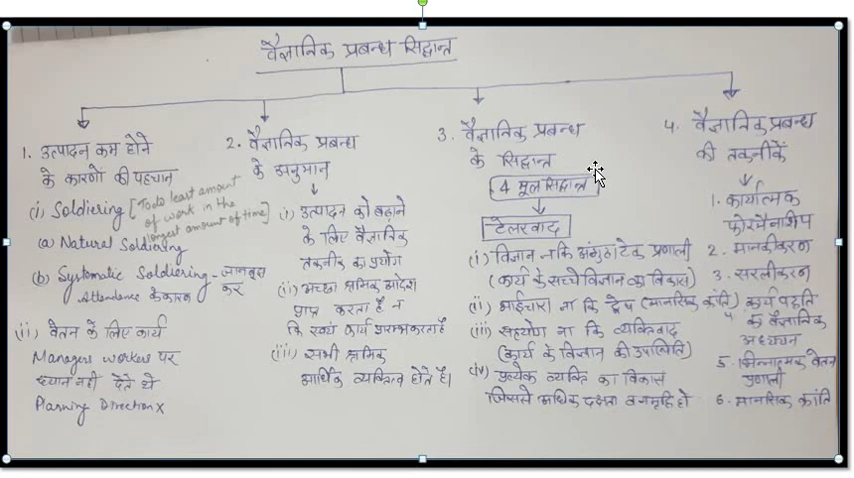 वैज्ञानिक प्रबन्ध सिद्धान्त
1. उत्पादन कम होने
के कारणों की पहचान
(i) Soldiering [To do least amount
of work in the
longest amount of time]
(a) Natural Soldiering
(b) Systematic Soldiering - जानबूझ
कर
Attendence के कारण
(ii) वेतन के लिए कार्य
Managers workers पर
ध्यान नहीं देते थे
Planning Direction X
2. वैज्ञानिक प्रबन्ध
के अनुमान
(i) उत्पादन को बढ़ाने
के लिए वैज्ञानिक
तकनीक का प्रयोग
(ii) अच्छा श्रमिक आदेश
प्राप्त करता है न
कि स्वयं कार्य प्रारम्भ करता है
(iii) सभी श्रमिक
आर्थिक व्यक्तित्व होते है।
3. वैज्ञानिक प्रबन्ध
के सिद्धान्त
4 मूल सिद्धान्त
टेलरवाद
(i) विज्ञान न कि अंगूठा टेक प्रणाली
(कार्य के सच्चे विज्ञान का विकास)
(ii) भाईचारा ना कि द्वेष (मानसिक क्रांति)
(iii) सहयोग ना कि व्यक्तिवाद
(कार्य के विज्ञान की उपस्थिति)
(iv) प्रत्येक व्यक्ति का विकास
जिससे अधिक दक्षता व समृद्धि हो
4. वैज्ञानिक प्रबन्ध
की तकनीकें
1. कार्यात्मक
फोरमैनशिप
2. मानकीकरण
3. सरलीकरण
4 कार्य पद्दति
के वैज्ञानिक
अध्ययन
5. भिन्नात्मक वेतन
प्रणाली
6. मानसिक क्रांति